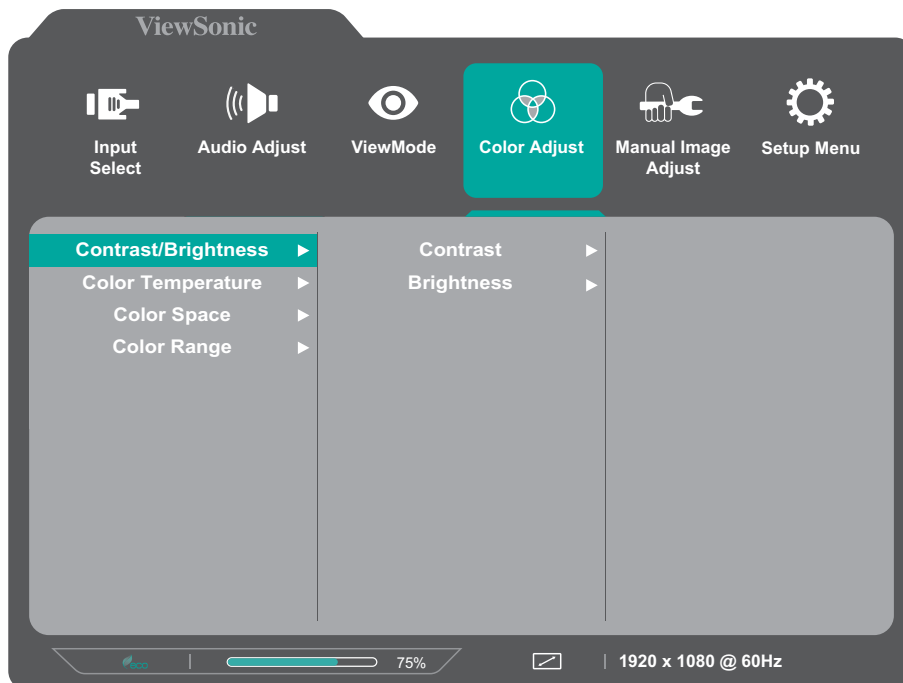 ViewSonic
Input
Select
Audio Adjust
ViewMode
Color Adjust
Manual Image
Adjust
Setup Menu
Contrast/Brightness
Color Temperature
Color Space
Color Range
Contrast
Brightness
eco
75%
1920 x 1080 @ 60Hz